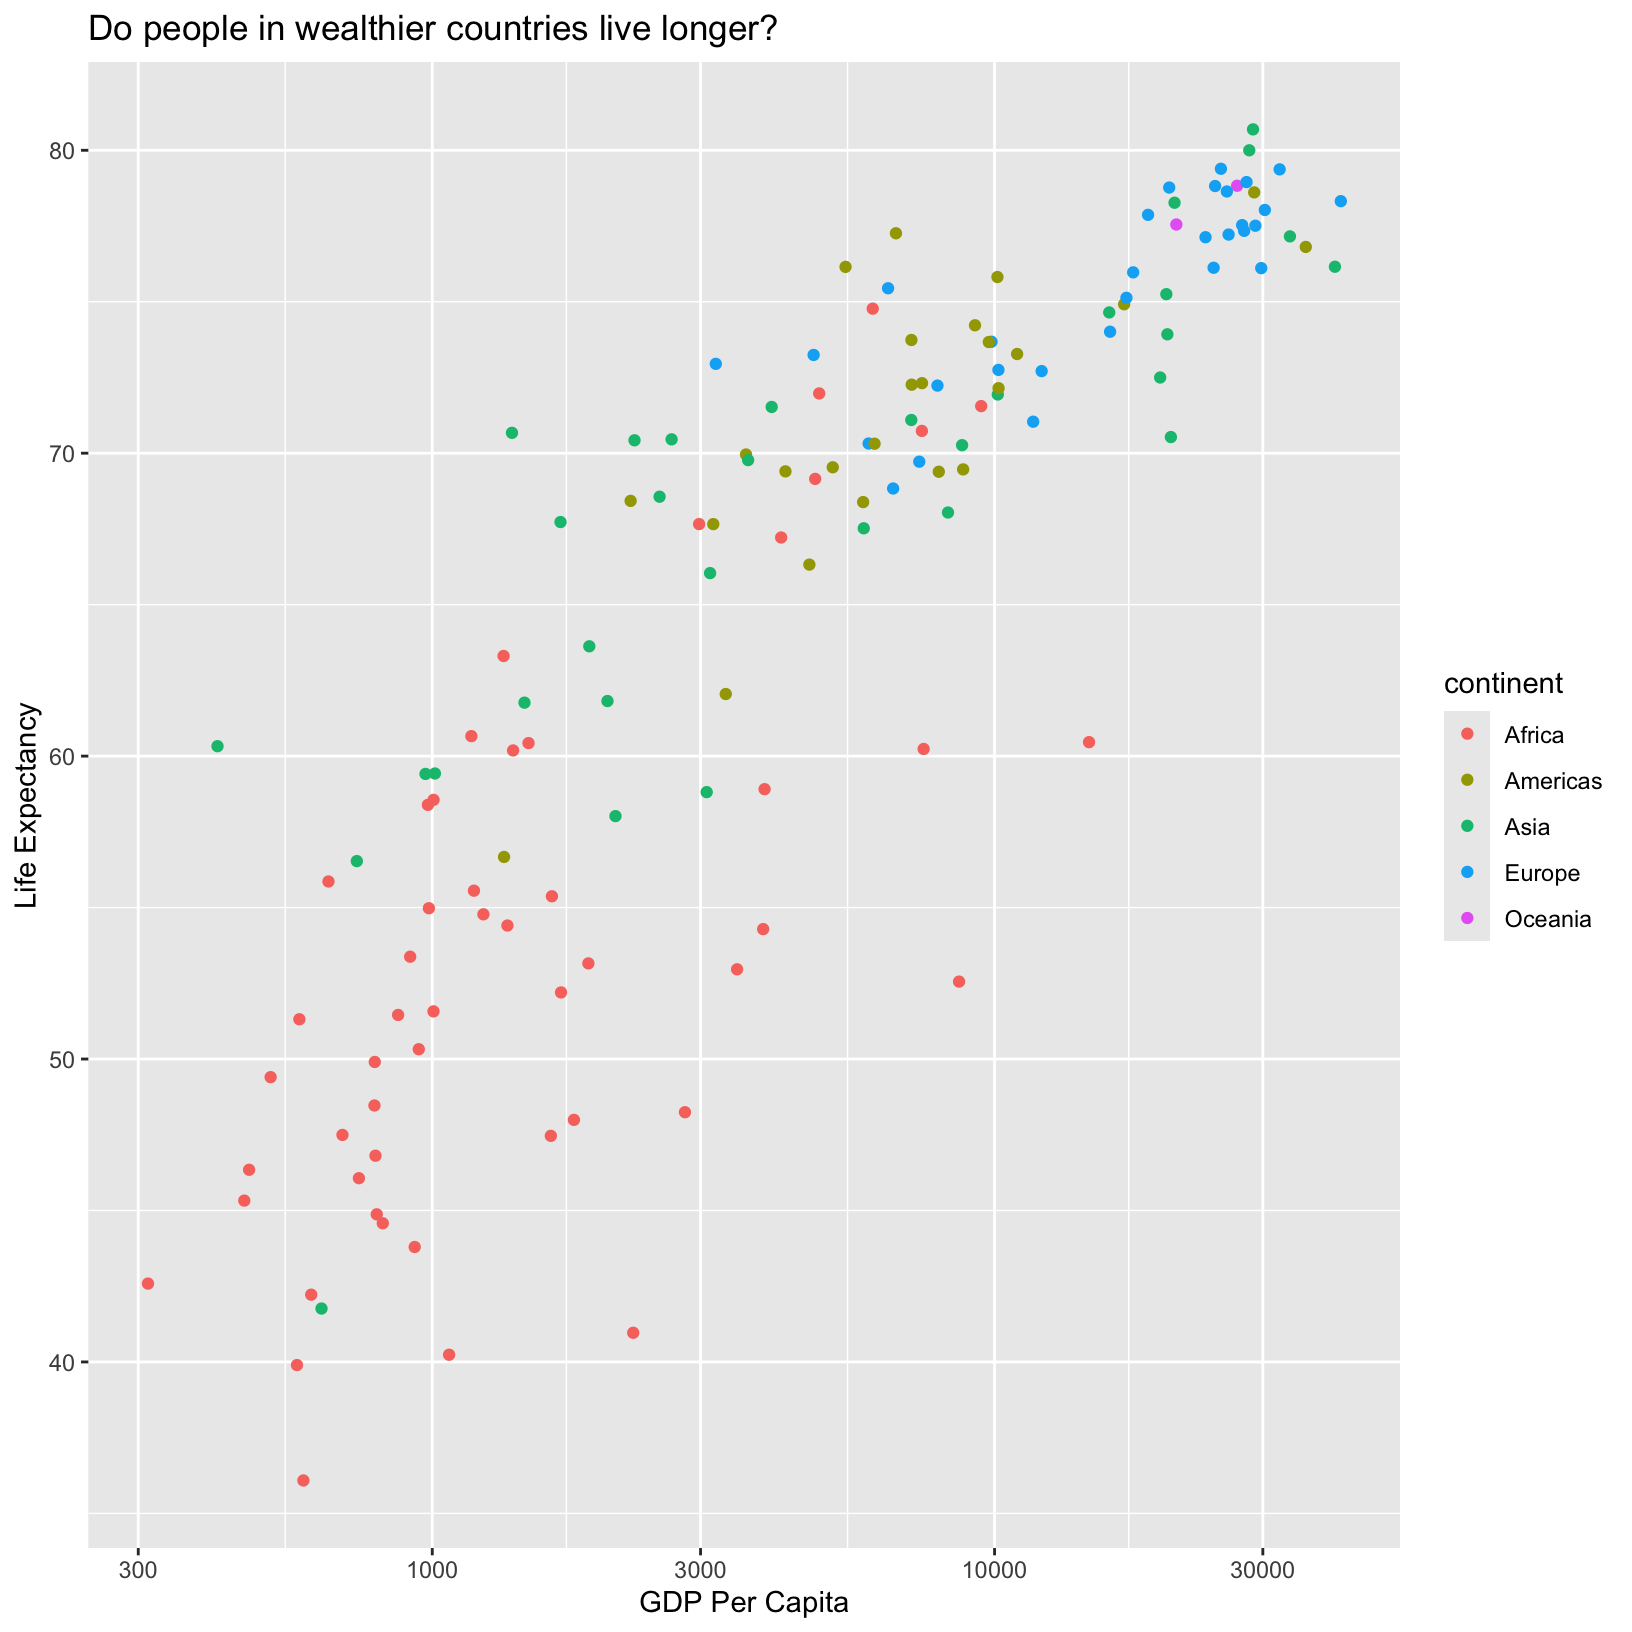 Do people in wealthier countries live longer?
80
70
60
50
40
Life Expectancy
300
1000
3000
10000
30000
GDP Per Capita
continent
Africa
Americas
Asia
Europe
Oceania